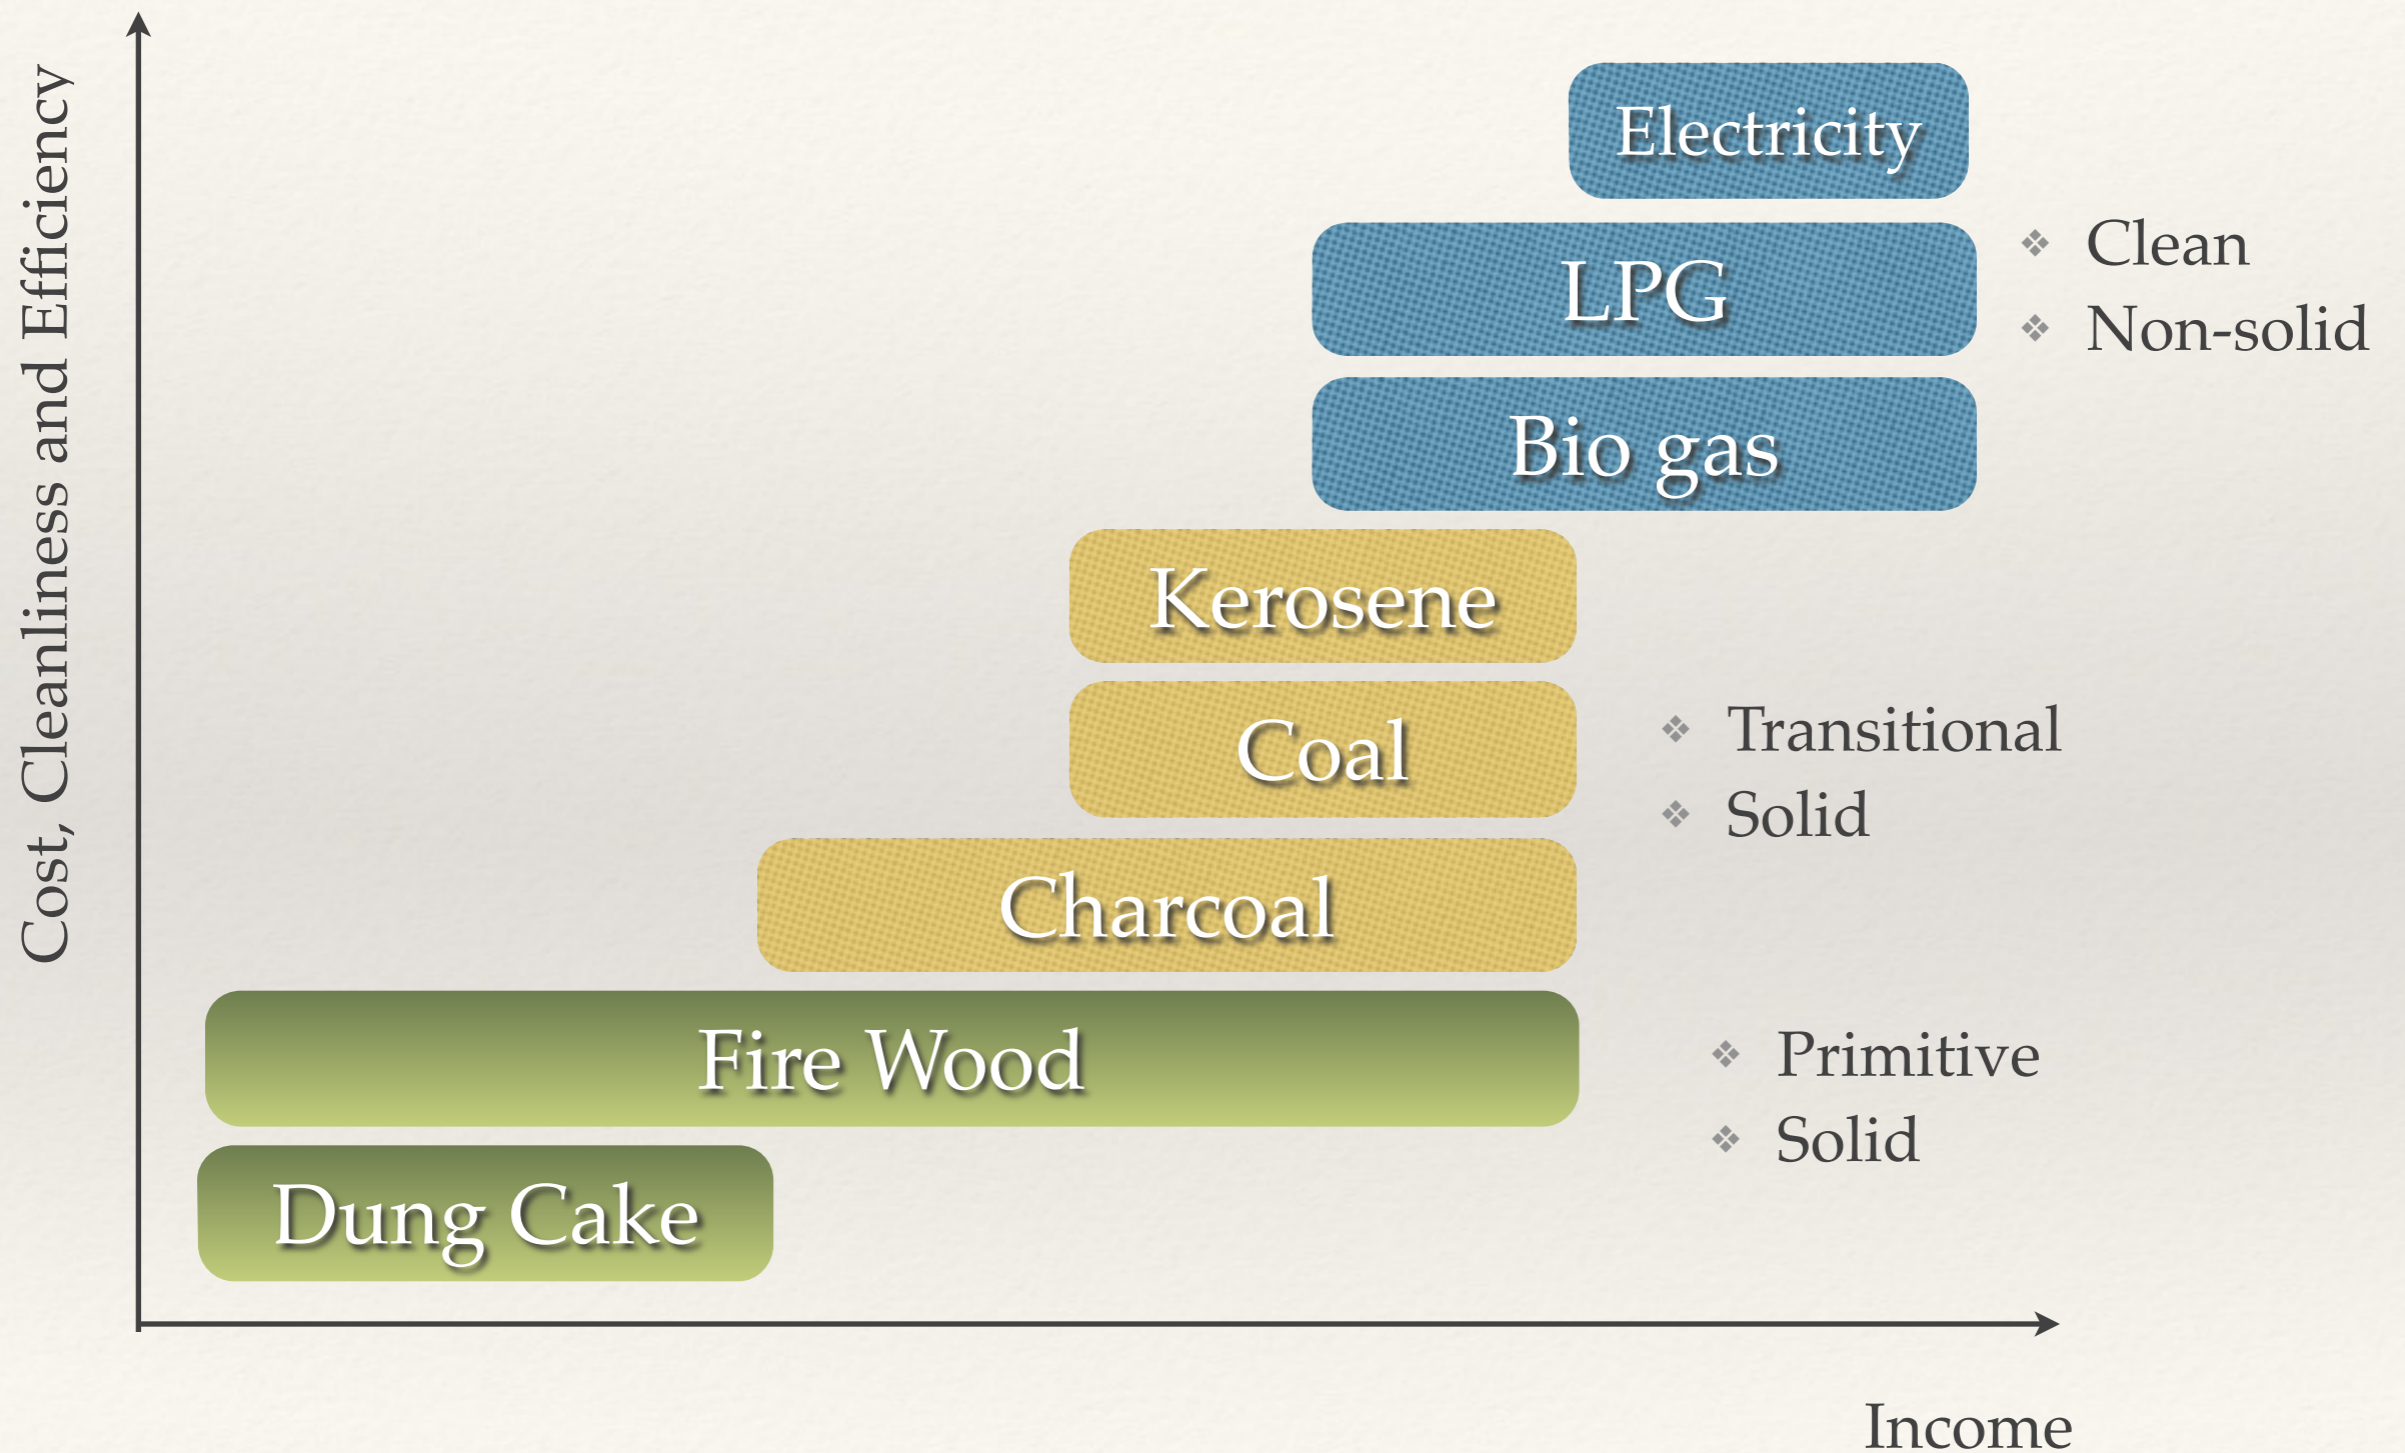 Cost, Cleanliness and Efficiency
Electricity
LPG
Clean
Non-solid
Bio gas
Kerosene
Coal
Transitional
Solid
Charcoal
Fire Wood
Primitive
Solid
Dung Cake
Income